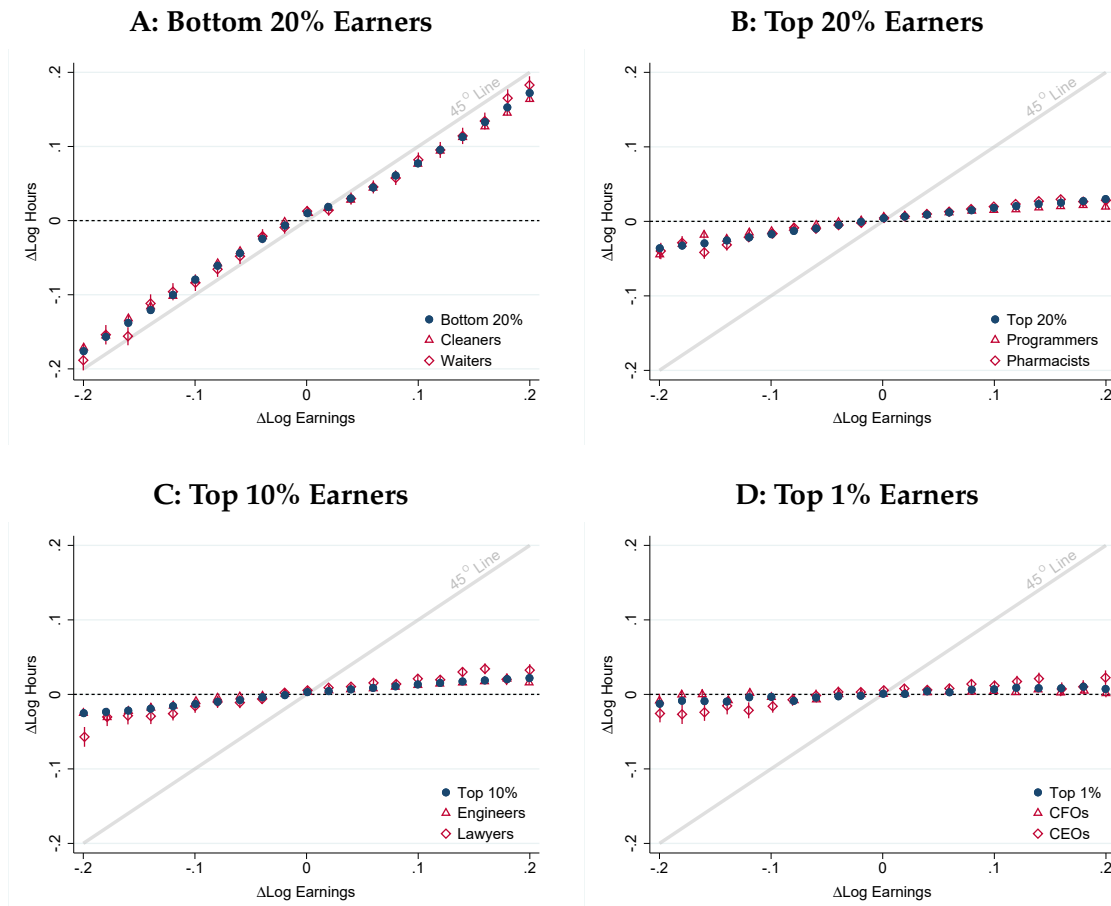 A: Bottom 20% Earners
.2
.1
0
-.1
-.2
ΔLog Hours
45° Line
Bottom 20%
Cleaners
Waiters
-.2 -.1 0 .1 .2
ΔLog Earnings
B: Top 20% Earners
.2
.1
0
-.1
-.2
ΔLog Hours
45° Line
Top 20%
Programmers
Pharmacists
-.2 -.1 0 .1 .2
ΔLog Earnings
C: Top 10% Earners
.2
.1
0
-.1
-.2
ΔLog Hours
45° Line
Top 10%
Engineers
Lawyers
-.2 -.1 0 .1 .2
ΔLog Earnings
D: Top 1% Earners
.2
.1
0
-.1
-.2
ΔLog Hours
45° Line
Top 1%
CFOs
CEOs
-.2 -.1 0 .1 .2
ΔLog Earnings